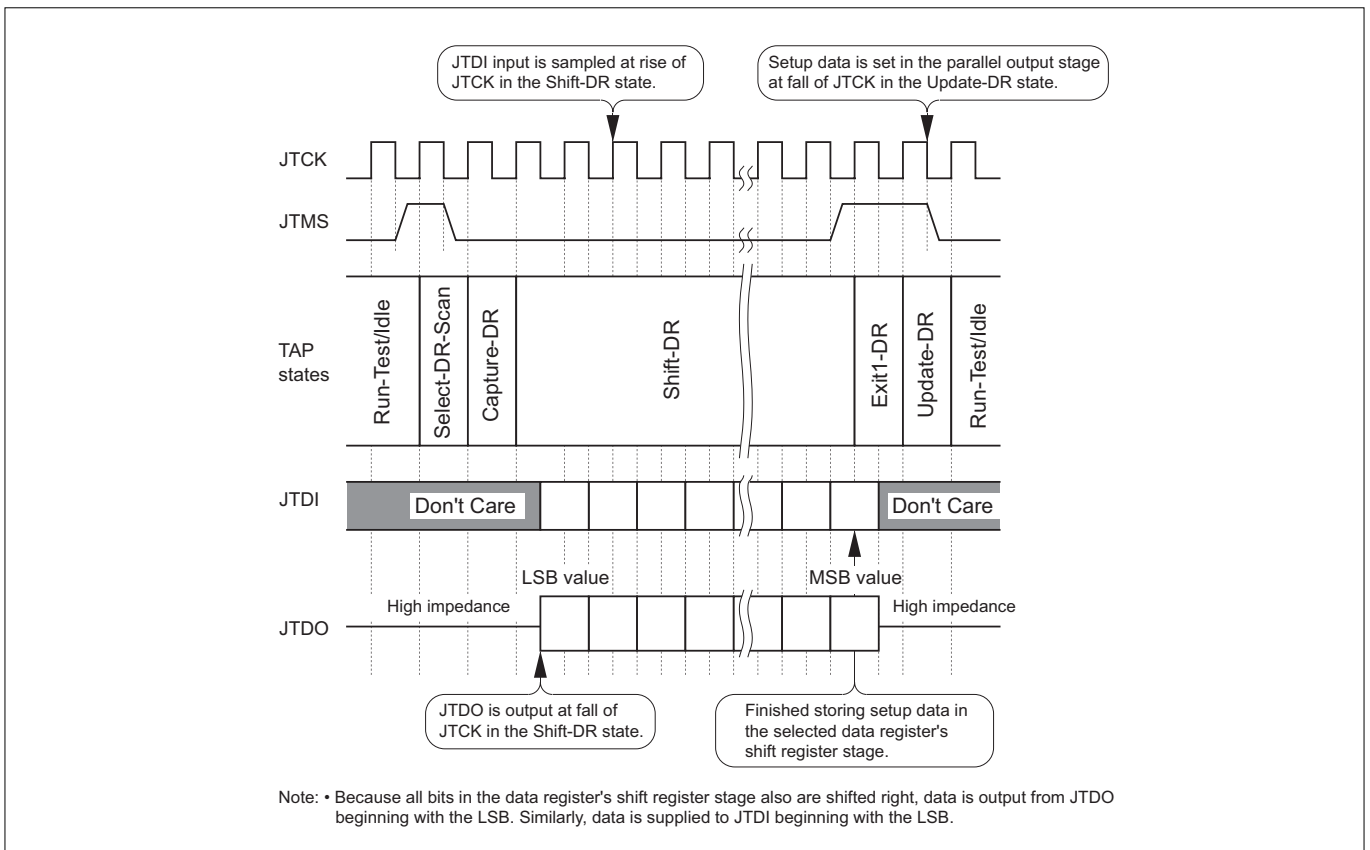 JTDI input is sampled at rise of
JTCK in the Shift-DR state.
Setup data is set in the parallel output stage
at fall of JTCK in the Update-DR state.
JTCK
JTMS
TAP
states
Run-Test/Idle
Select-DR-Scan
Capture-DR
Shift-DR
Exit1-DR
Update-DR
Run-Test/Idle
JTDI
Don't Care
Don't Care
LSB value
MSB value
High impedance
High impedance
JTDO
JTDO is output at fall of
JTCK in the Shift-DR state.
Finished storing setup data in
the selected data register's
shift register stage.
Note: • Because all bits in the data register's shift register stage also are shifted right, data is output from JTDO
beginning with the LSB. Similarly, data is supplied to JTDI beginning with the LSB.